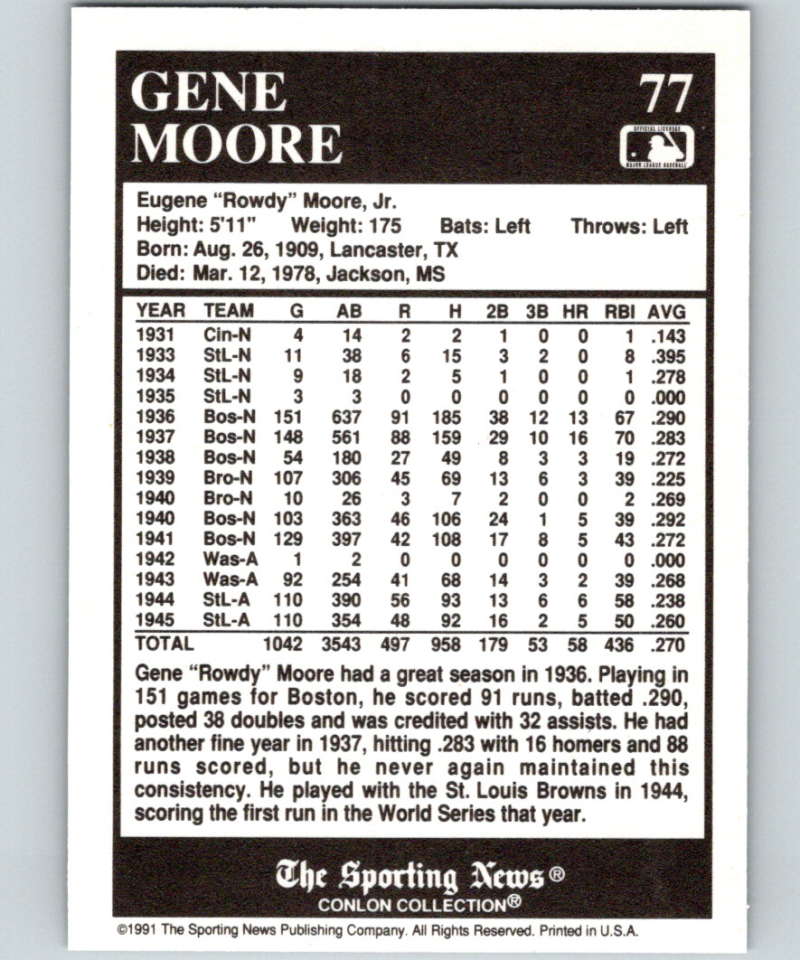 GENE 77
MOORE
OFFICIAL LICENSEE
MAJOR LEAGUE BASEBALL
Eugene "Rowdy" Moore, Jr.
Height: 5'11" Weight: 175 Bats: Left Throws: Left
Born: Aug. 26, 1909, Lancaster, TX
Died: Mar. 12, 1978, Jackson, MS
YEAR TEAM G AB R H 2B 3B HR RBI AVG
1931 Cin-N 4 14 2 2 1 0 0 1 .143
1933 StL-N 11 38 6 15 3 2 0 8 .395
1934 StL-N 9 18 2 5 1 0 0 1 .278
1935 StL-N 3 3 0 0 0 0 0 0 .000
1936 Bos-N 151 637 91 185 38 12 13 67 .290
1937 Bos-N 148 561 88 159 29 10 16 70 .283
1938 Bos-N 54 180 27 49 8 3 3 19 .272
1939 Bro-N 107 306 45 69 13 6 3 39 .225
1940 Bro-N 10 26 3 7 2 0 0 2 .269
1940 Bos-N 103 363 46 106 24 1 5 39 .292
1941 Bos-N 129 397 42 108 17 8 5 43 .272
1942 Was-A 1 2 0 0 0 0 0 0 .000
1943 Was-A 92 254 41 68 14 3 2 39 .268
1944 StL-A 110 390 56 93 13 6 6 58 .238
1945 StL-A 110 354 48 92 16 2 5 50 .260
TOTAL 1042 3543 497 958 179 53 58 436 .270
Gene "Rowdy" Moore had a great season in 1936. Playing in
151 games for Boston, he scored 91 runs, batted .290,
posted 38 doubles and was credited with 32 assists. He had
another fine year in 1937, hitting .283 with 16 homers and 88
runs scored, but he never again maintained this
consistency. He played with the St. Louis Browns in 1944,
scoring the first run in the World Series that year.
The Sporting News®
CONLON COLLECTION®
©1991 The Sporting News Publishing Company. All Rights Reserved. Printed in U.S.A.